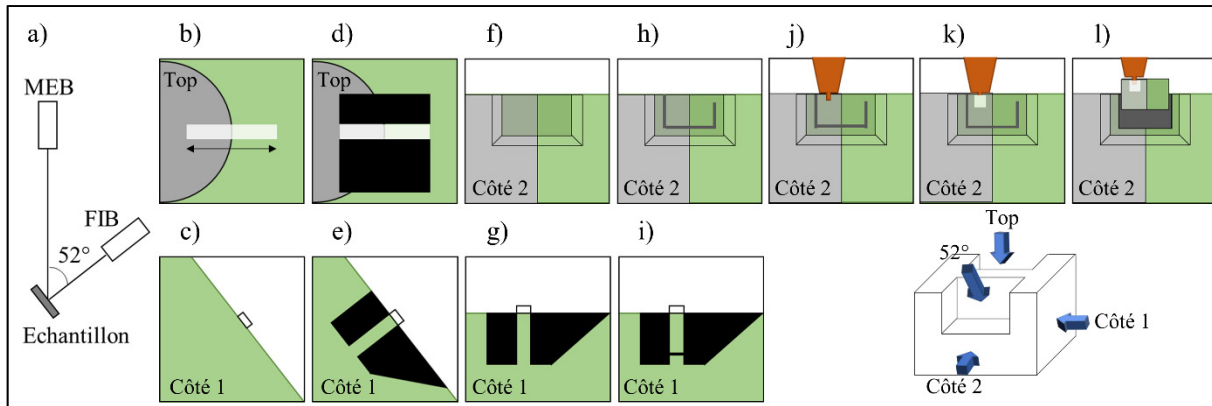 a)
MEB
FIB
52°
Echantillon
b)
Top
d)
Top
f)
Côté 2
h)
Côté 2
j)
Côté 2
k)
Côté 2
l)
Côté 2
c)
Côté 1
e)
Côté 1
g)
Côté 1
i)
Côté 1
Top
52°
Côté 1
Côté 2